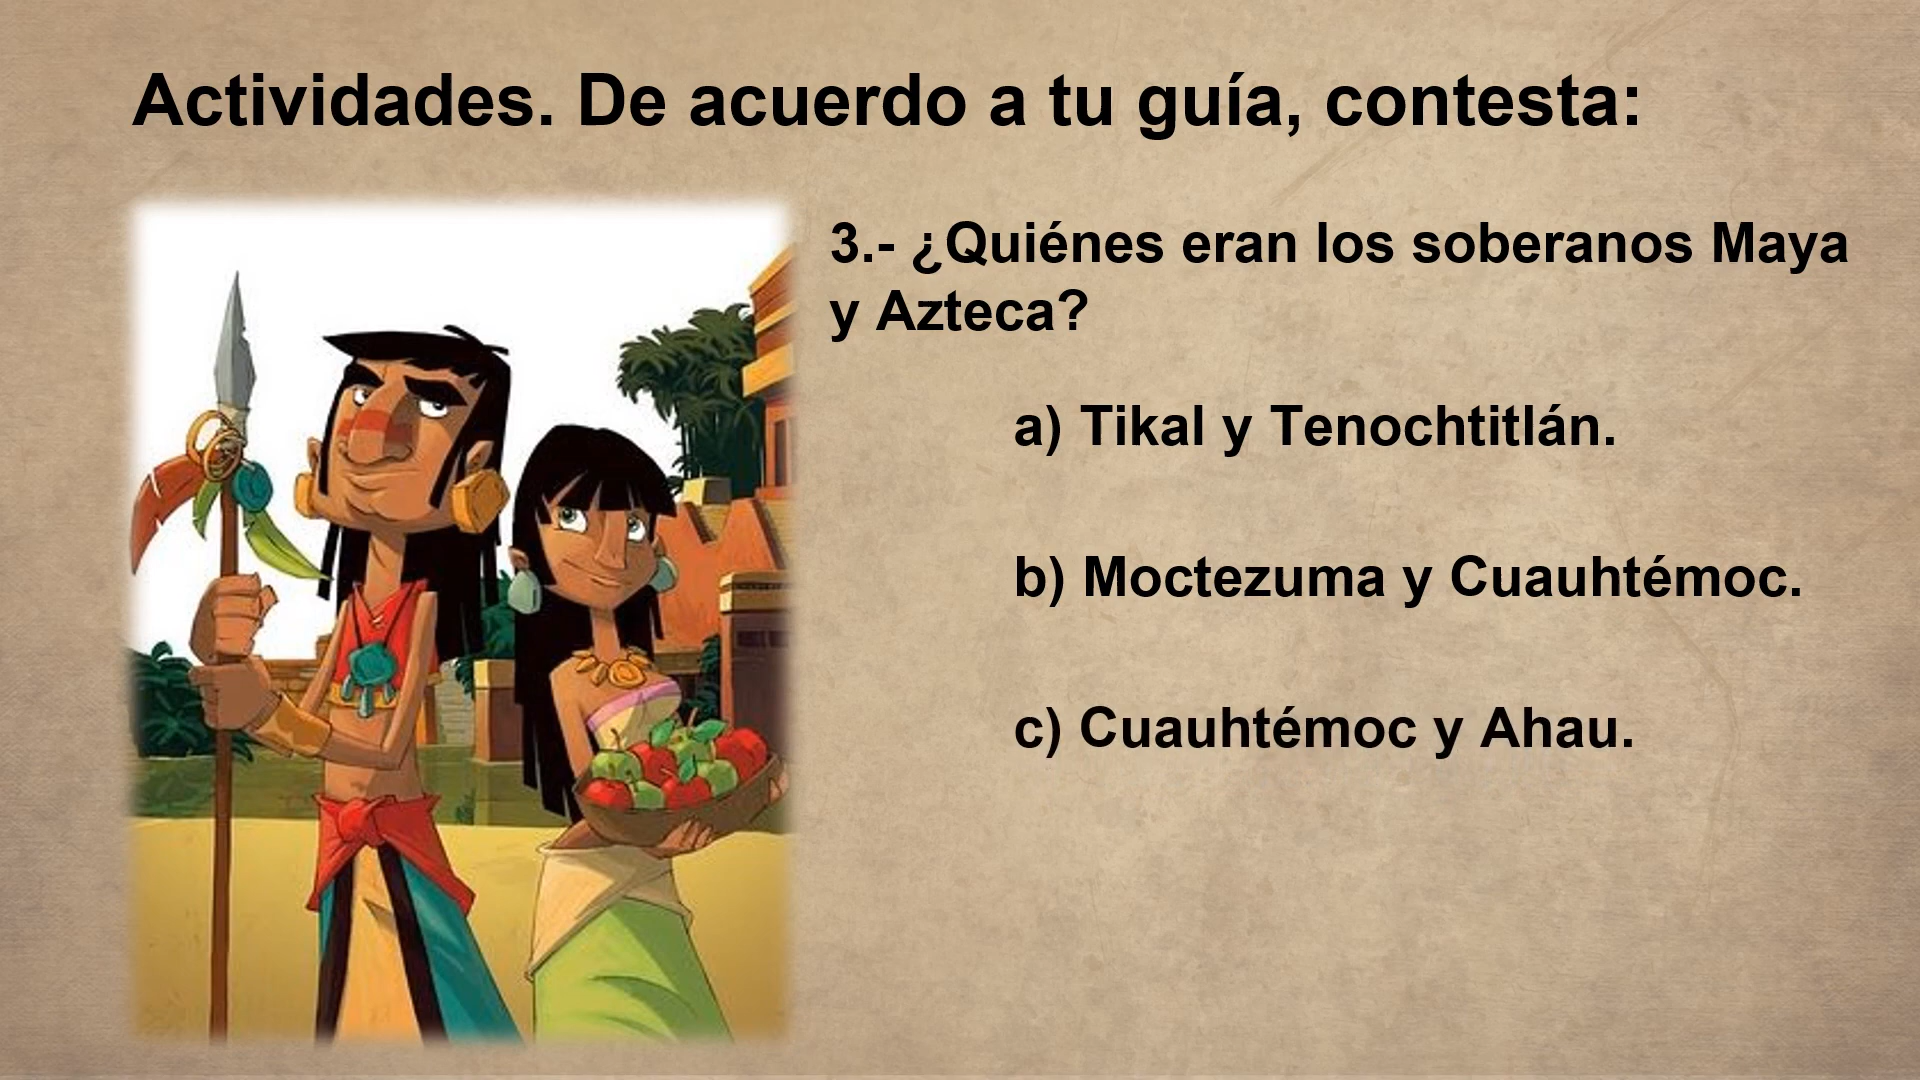 Actividades. De acuerdo a tu guía, contesta:
3.- ¿Quiénes eran los soberanos Maya
y Azteca?
a) Tikal y Tenochtitlán.
b) Moctezuma y Cuauhtémoc.
c) Cuauhtémoc y Ahau.